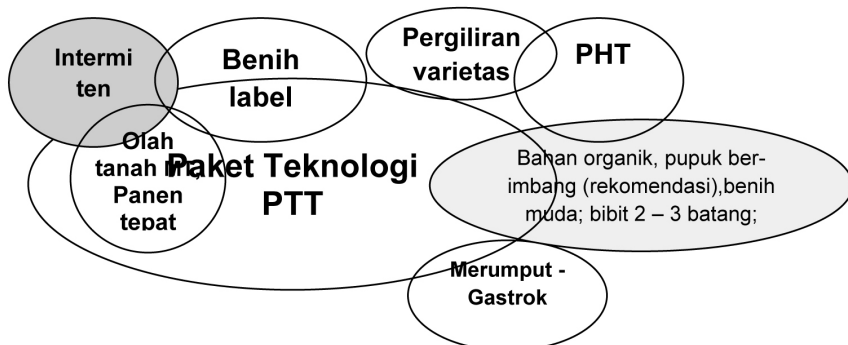 Intermi
ten
Benih
label
Pergiliran
varietas
PHT
Olah
tanah MT,
Panen
tepat
Paket Teknologi
PTT
Bahan organik, pupuk ber-
imbang (rekomendasi),benih
muda; bibit 2 – 3 batang;
Merumput -
Gastrok